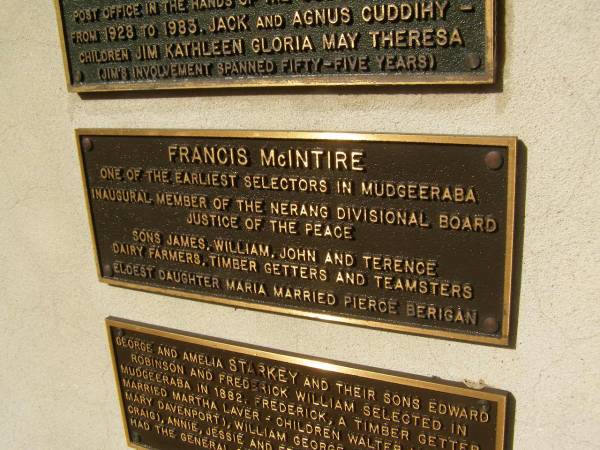 POST OFFICE IN THE HANDS OF THE
FROM 1928 TO 1983. JACK AND AGNUS CUDDIHY -
CHILDREN JIM KATHLEEN GLORIA MAY THERESA
(JIM'S INVOLVEMENT SPANNED FIFTY-FIVE YEARS)
FRANCIS McINTIRE
ONE OF THE EARLIEST SELECTORS IN MUDGEERABA
INAUGURAL MEMBER OF THE NERANG DIVISIONAL BOARD
JUSTICE OF THE PEACE
SONS JAMES, WILLIAM, JOHN AND TERENCE
DAIRY FARMERS, TIMBER GETTERS AND TEAMSTERS
ELDEST DAUGHTER MARIA MARRIED PIERCE BERIGAN
GEORGE AND AMELIA STARKEY AND THEIR SONS EDWARD
ROBINSON AND FREDERICK WILLIAM SELECTED IN
MUDGEERABA IN 1882. FREDERICK, A TIMBER GETTER
MARRIED MARTHA LAVER - CHILDREN WALTER
MARY DAVENPORT), WILLIAM GEORGE
CRAIG), ANNIE, JESSIE AND
HAD THE GENERAL